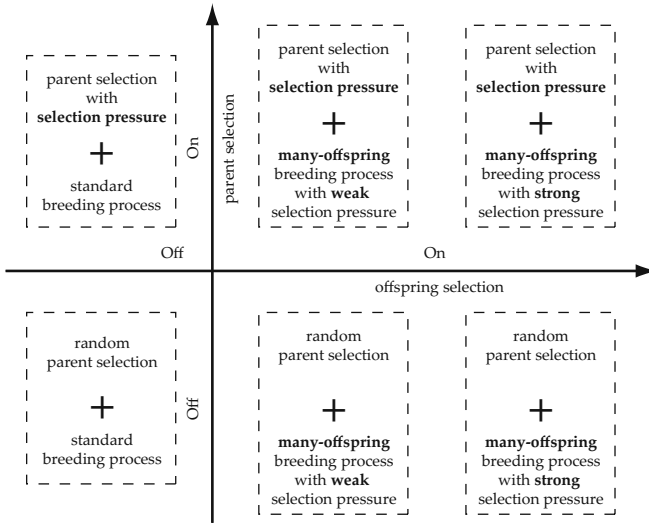 parent selection
with
selection pressure
+
standard
breeding process
On
parent selection
parent selection
with
selection pressure
+
many-offspring
breeding process
with weak
selection pressure
parent selection
with
selection pressure
+
many-offspring
breeding process
with strong
selection pressure
Off
On
offspring selection
random
parent selection
+
standard
breeding process
Off
random
parent selection
+
many-offspring
breeding process
with weak
selection pressure
random
parent selection
+
many-offspring
breeding process
with strong
selection pressure